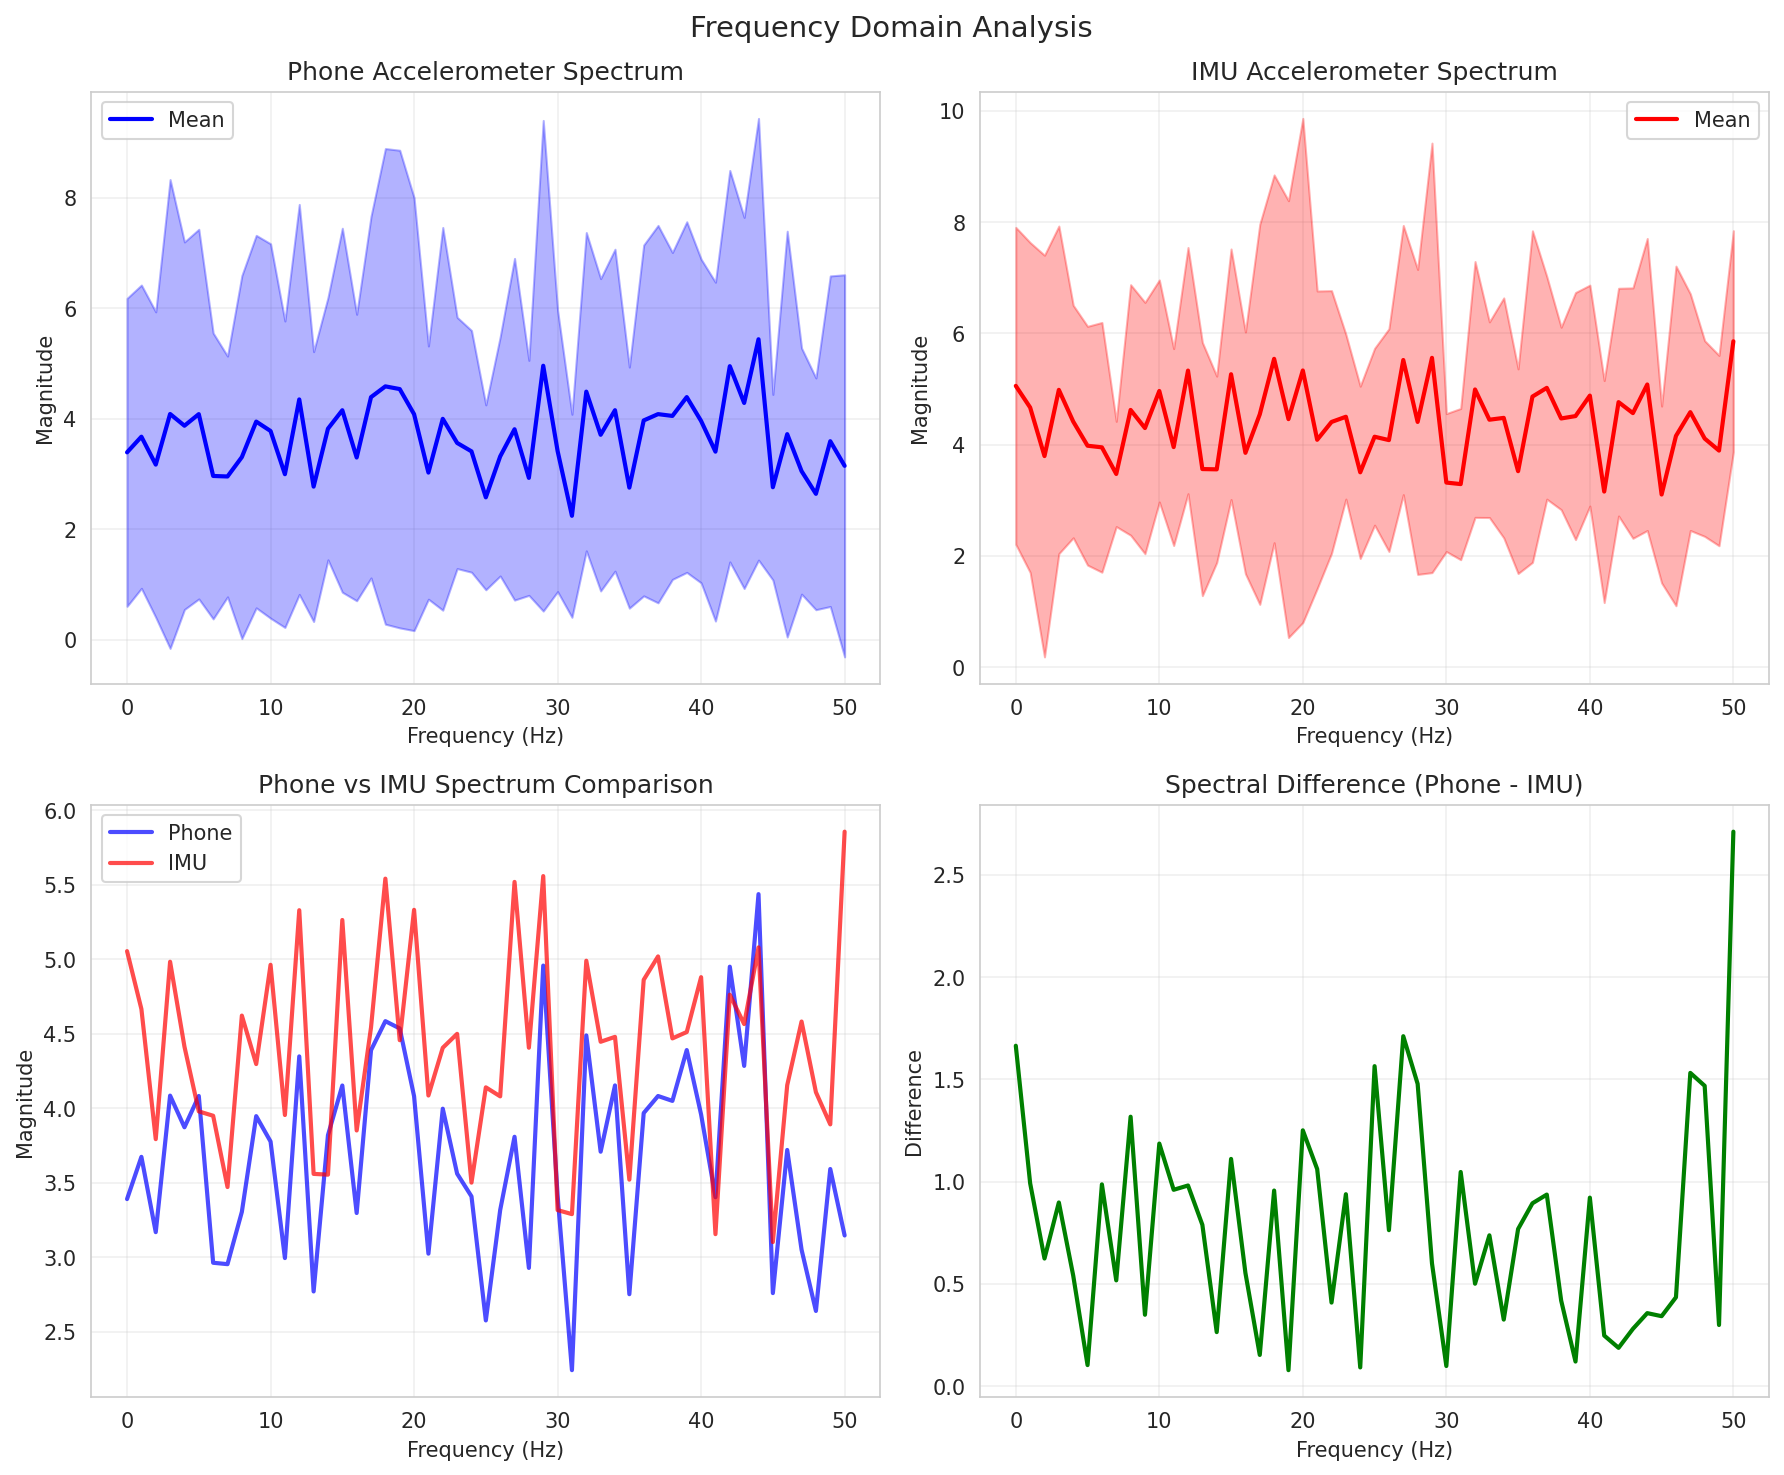 Frequency Domain Analysis
Phone Accelerometer Spectrum
Mean
Magnitude
8
6
4
2
0
0 10 20 30 40 50
Frequency (Hz)
IMU Accelerometer Spectrum
Mean
Magnitude
10
8
6
4
2
0
0 10 20 30 40 50
Frequency (Hz)
Phone vs IMU Spectrum Comparison
Phone
IMU
Magnitude
6.0
5.5
5.0
4.5
4.0
3.5
3.0
2.5
0 10 20 30 40 50
Frequency (Hz)
Spectral Difference (Phone - IMU)
Difference
2.5
2.0
1.5
1.0
0.5
0.0
0 10 20 30 40 50
Frequency (Hz)